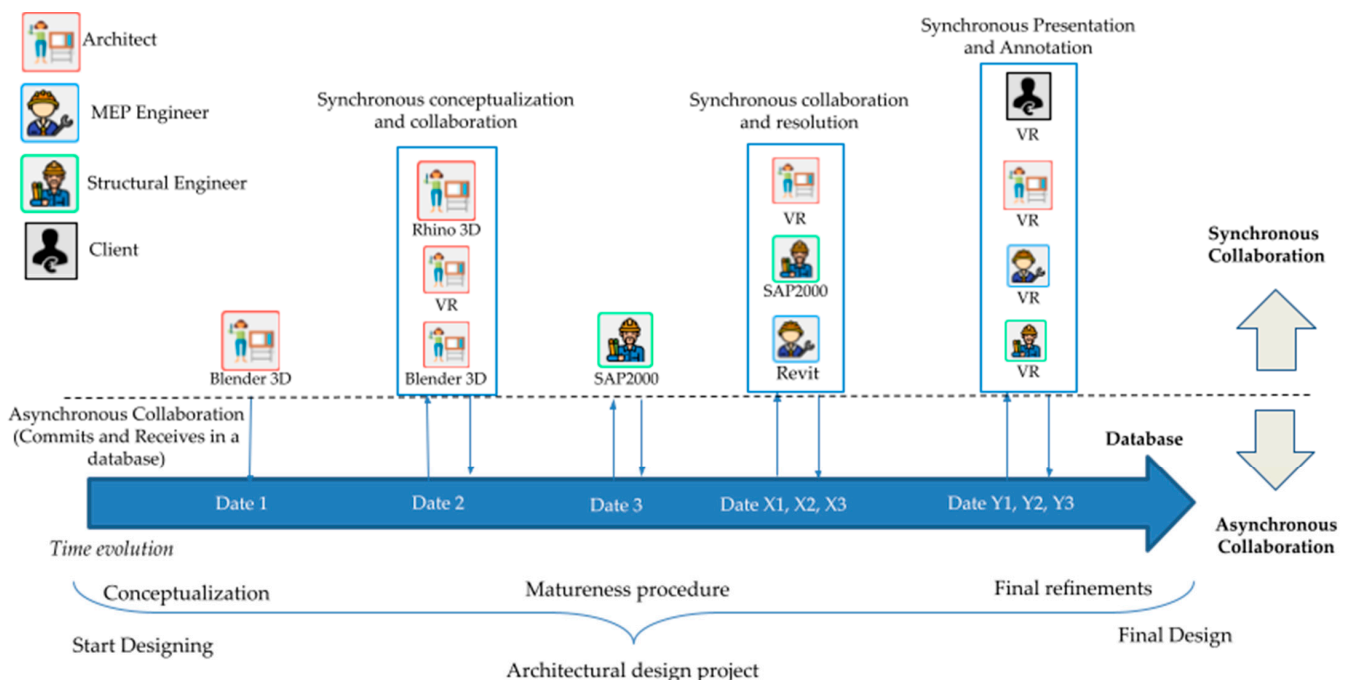 Architect
MEP Engineer
Structural Engineer
Client
Synchronous conceptualization
and collaboration
Synchronous collaboration
and resolution
Synchronous Presentation
and Annotation
Blender 3D
Rhino 3D
VR
Blender 3D
SAP2000
VR
SAP2000
Revit
VR
VR
VR
VR
Synchronous
Collaboration
Asynchronous Collaboration
(Commits and Receives in a
database)
Database
Date 1
Date 2
Date 3
Date X1, X2, X3
Date Y1, Y2, Y3
Asynchronous
Collaboration
Time evolution
Conceptualization
Matureness procedure
Final refinements
Start Designing
Final Design
Architectural design project